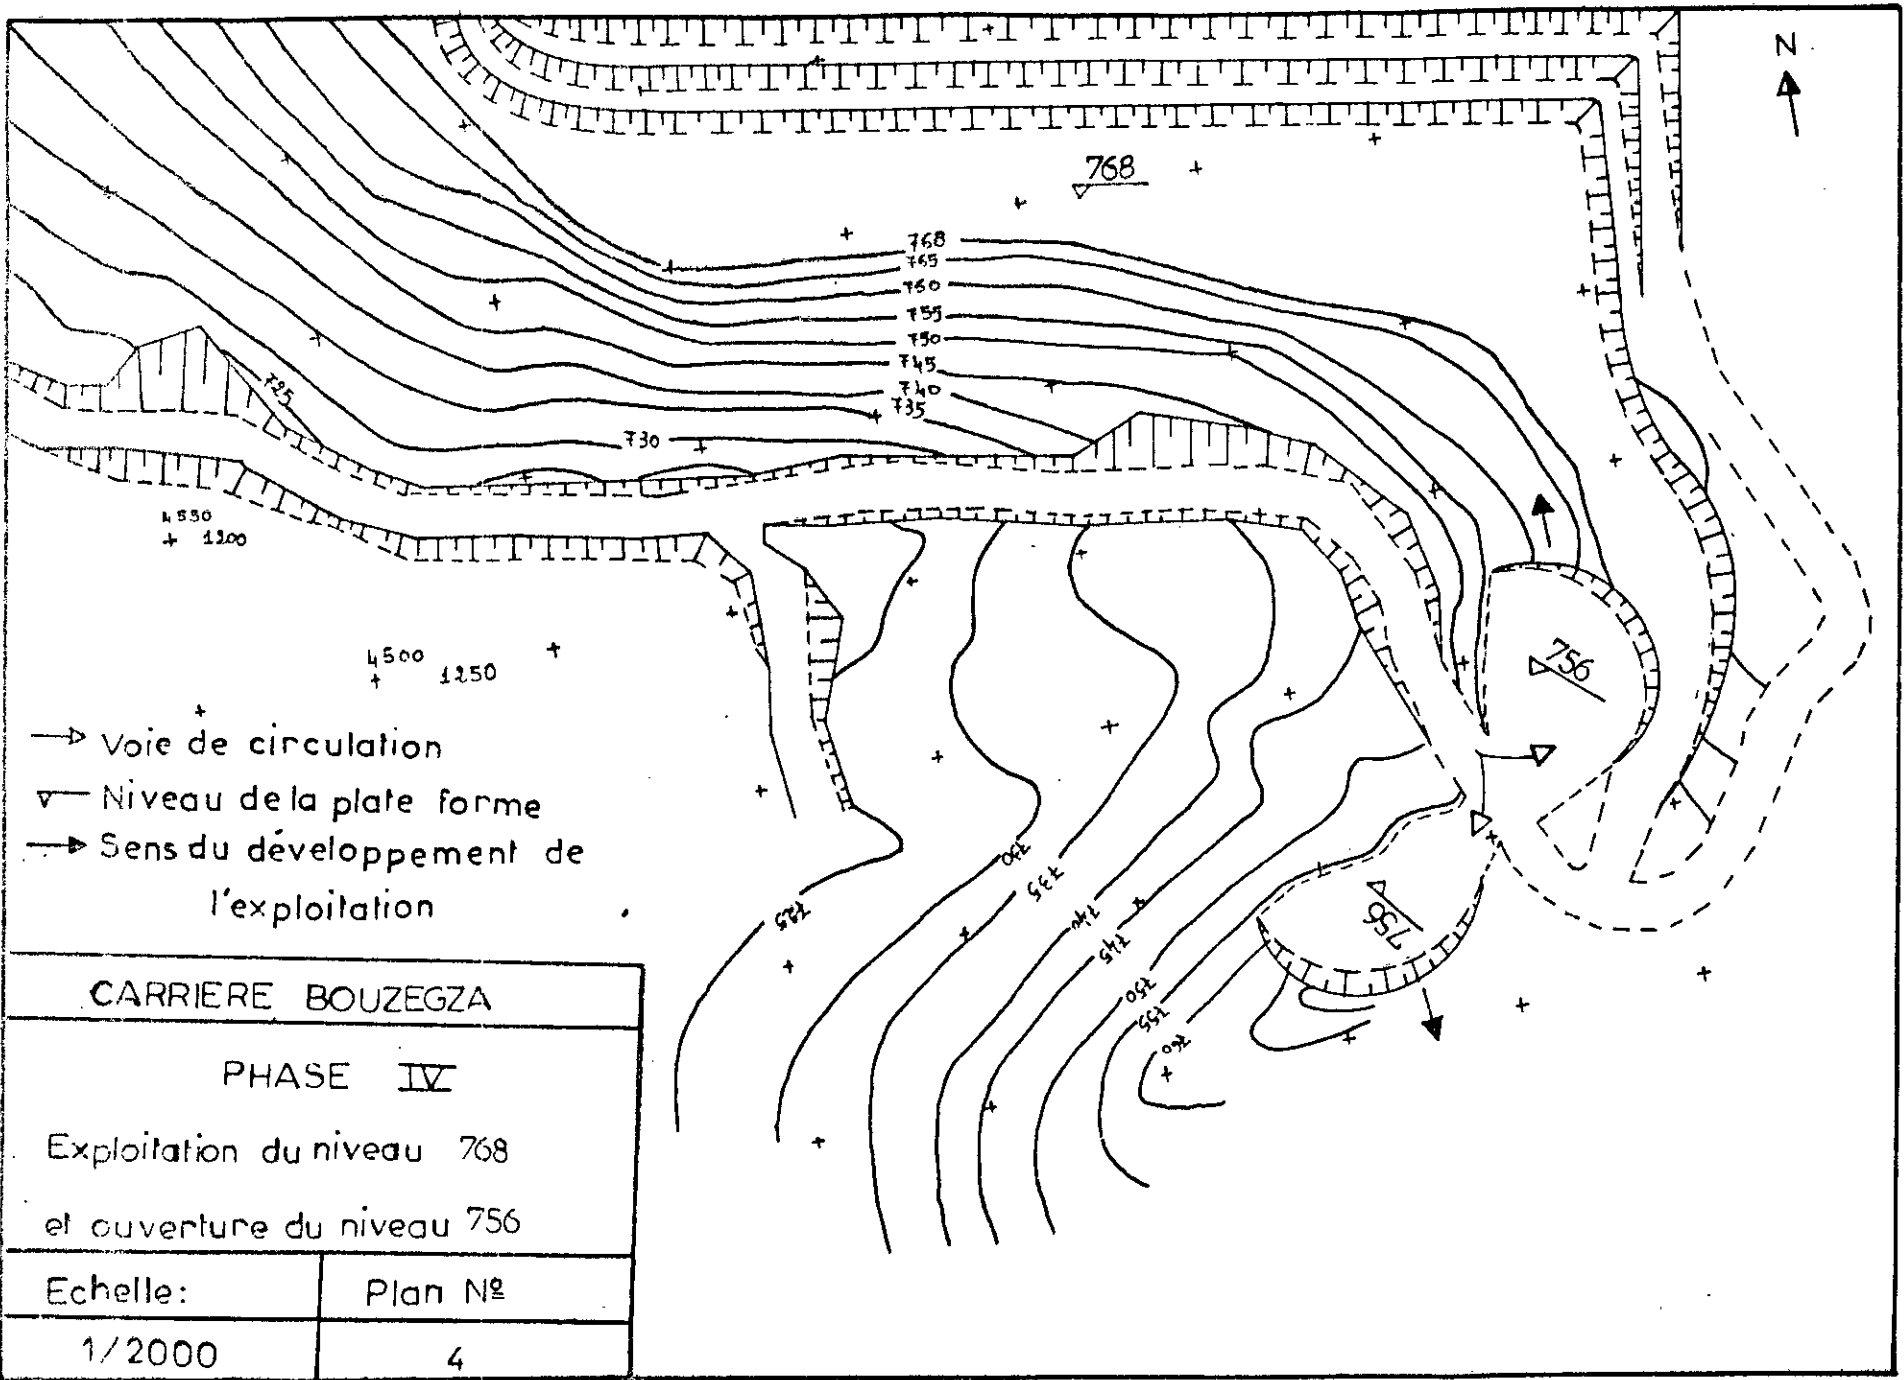 N
768
768
765
760
755
750
745
740
735
730
725
4550
1200
4500
1250
756
756
725
730
735
740
745
750
755
760
Voie de circulation
Niveau de la plate forme
Sens du développement de
l'exploitation
CARRIERE BOUZEGZA
PHASE IV
Exploitation du niveau 768
et ouverture du niveau 756
Echelle:
Plan Nº
1/2000
4